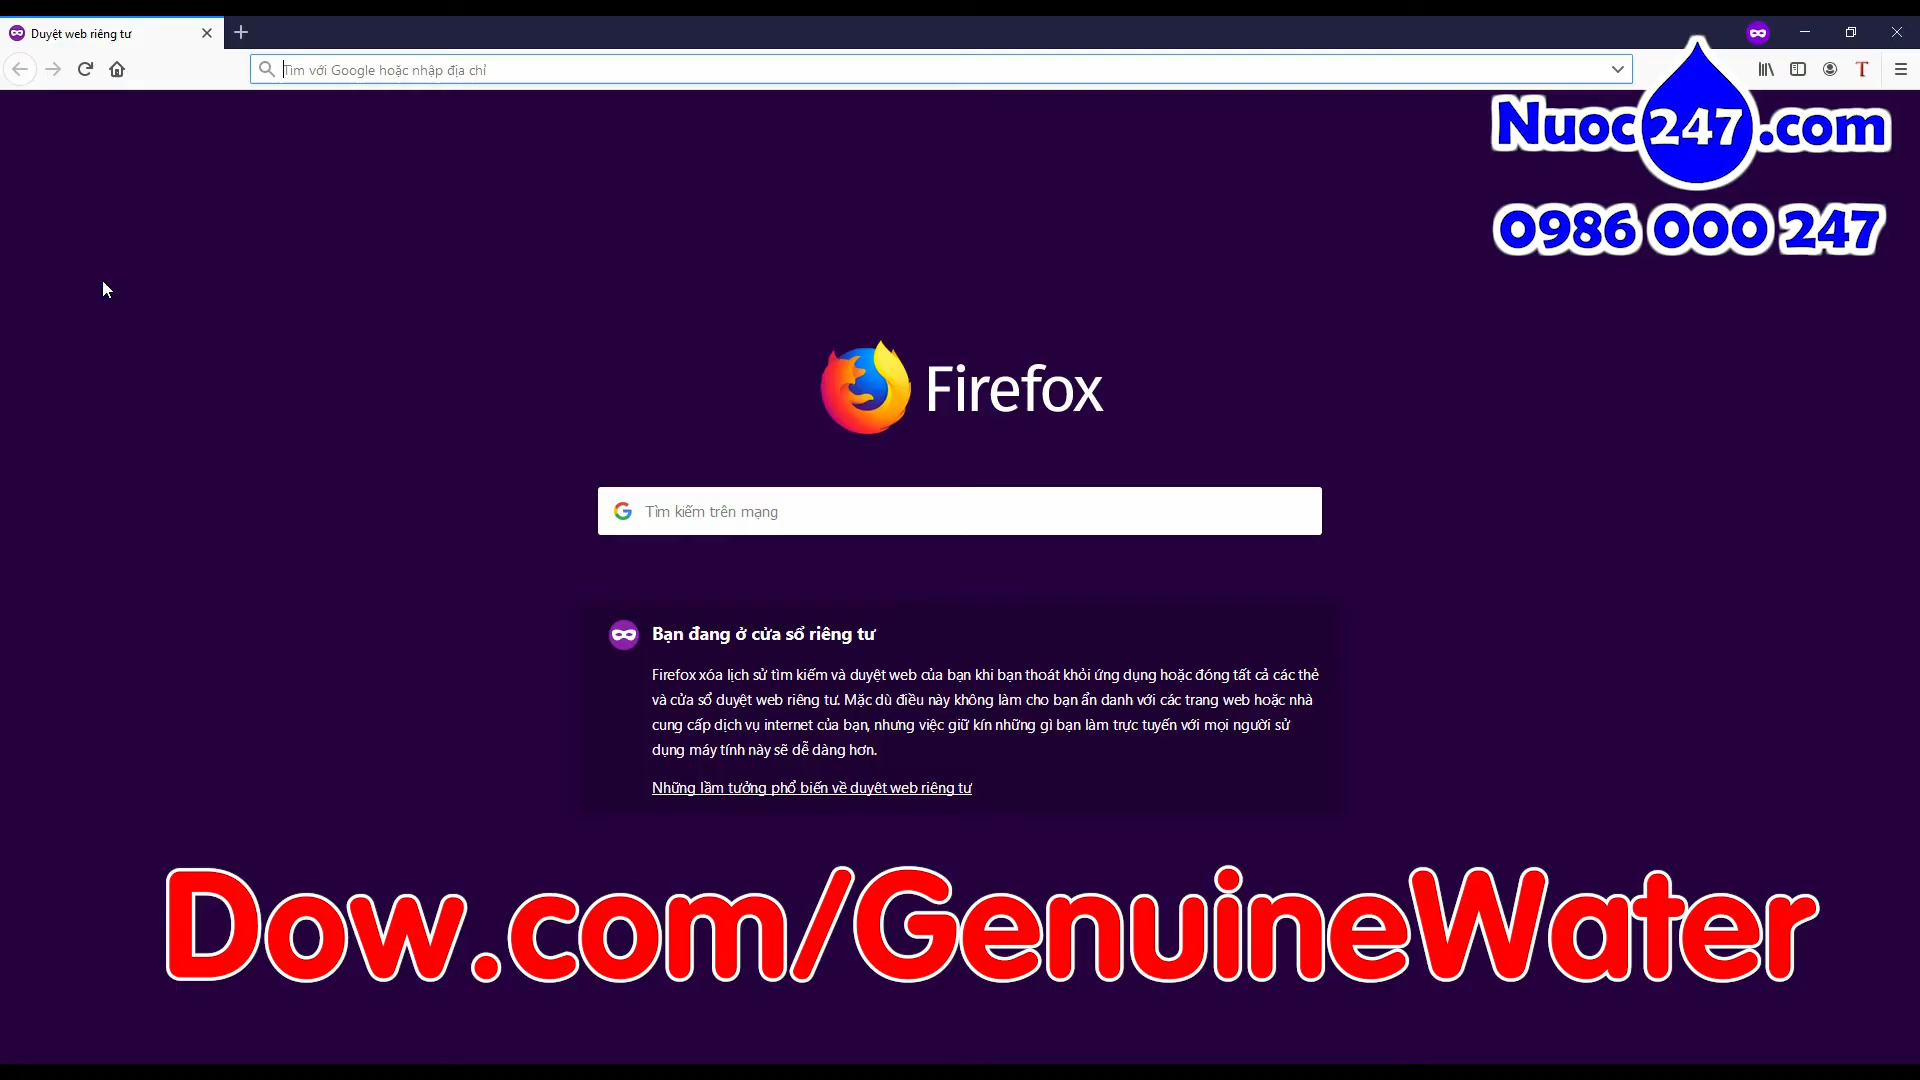 Duyệt web riêng tư
Tìm với Google hoặc nhập địa chỉ
T
Nuoc247.com
0986 000 247
Firefox
Tìm kiếm trên mạng
Bạn đang ở cửa sổ riêng tư
Firefox xóa lịch sử tìm kiếm và duyệt web của bạn khi bạn thoát khỏi ứng dụng hoặc đóng tất cả các thẻ
và cửa sổ duyệt web riêng tư. Mặc dù điều này không làm cho bạn ẩn danh với các trang web hoặc nhà
cung cấp dịch vụ internet của bạn, nhưng việc giữ kín những gì bạn làm trực tuyến với mọi người sử
dụng máy tính này sẽ dễ dàng hơn.
Những lầm tưởng phổ biến về duyệt web riêng tư
Dow.com/GenuineWater